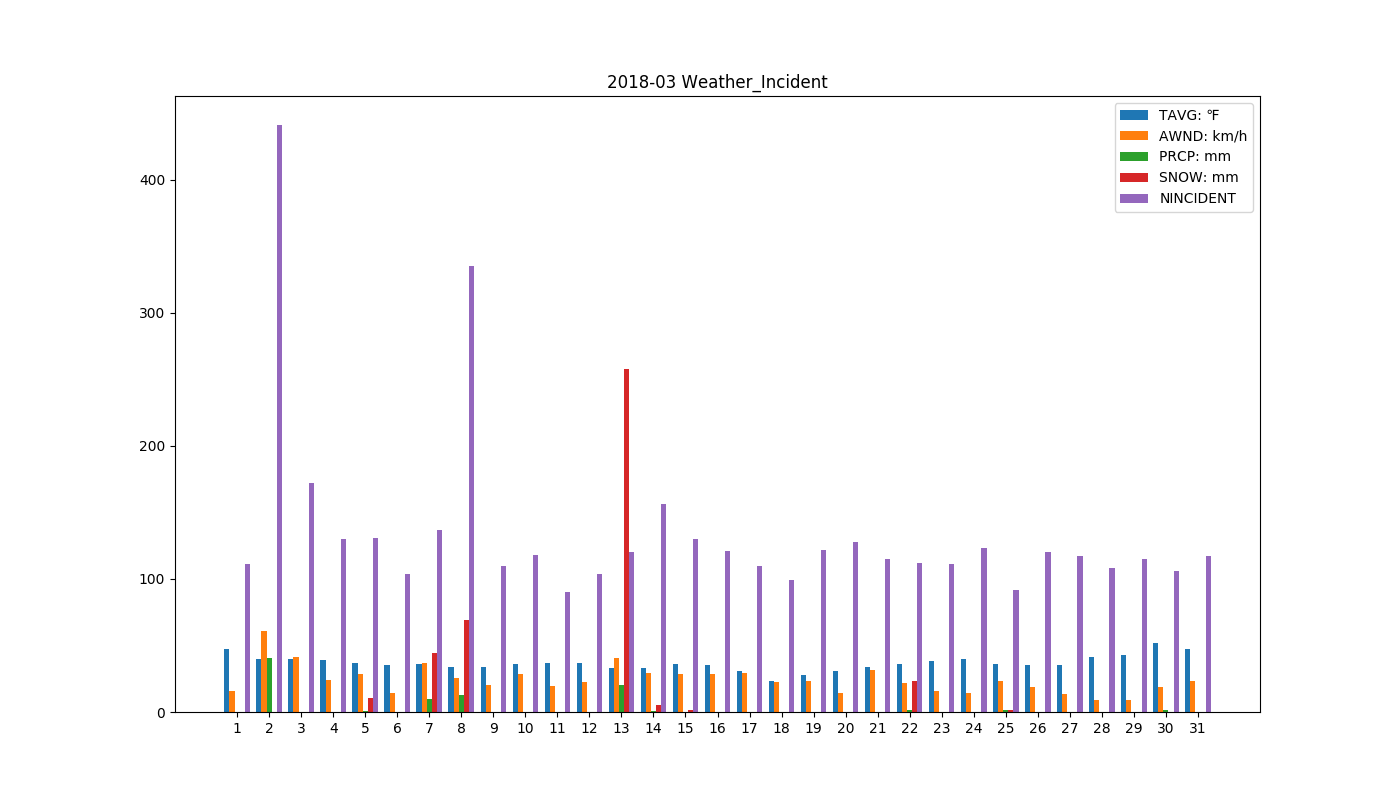 2018-03 Weather_Incident
TAVG: °F
AWND: km/h
PRCP: mm
SNOW: mm
NINCIDENT
400
300
200
100
0
1 2 3 4 5 6 7 8 9 10 11 12 13 14 15 16 17 18 19 20 21 22 23 24 25 26 27 28 29 30 31